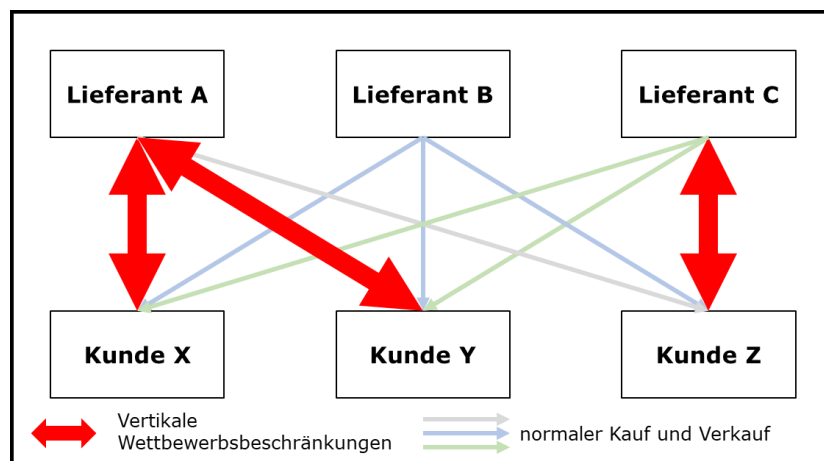 Lieferant A
Lieferant B
Lieferant C
Kunde X
Kunde Y
Kunde Z
Vertikale
Wettbewerbsbeschränkungen
normaler Kauf und Verkauf